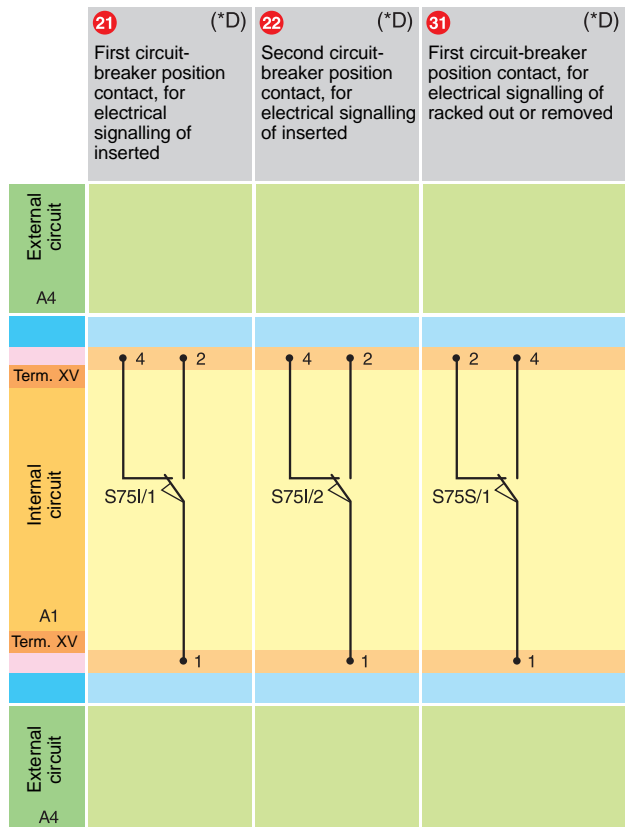 21 (*D)
First circuit-
breaker position
contact, for
electrical
signalling of
inserted
22 (*D)
Second circuit-
breaker position
contact, for
electrical signalling
of inserted
31 (*D)
First circuit-breaker
position contact, for
electrical signalling of
racked out or removed
External
circuit
A4
4 2
4 2
2 4
Term. XV
Internal
circuit
S75I/1
S75I/2
S75S/1
A1
Term. XV
1
1
1
External
circuit
A4